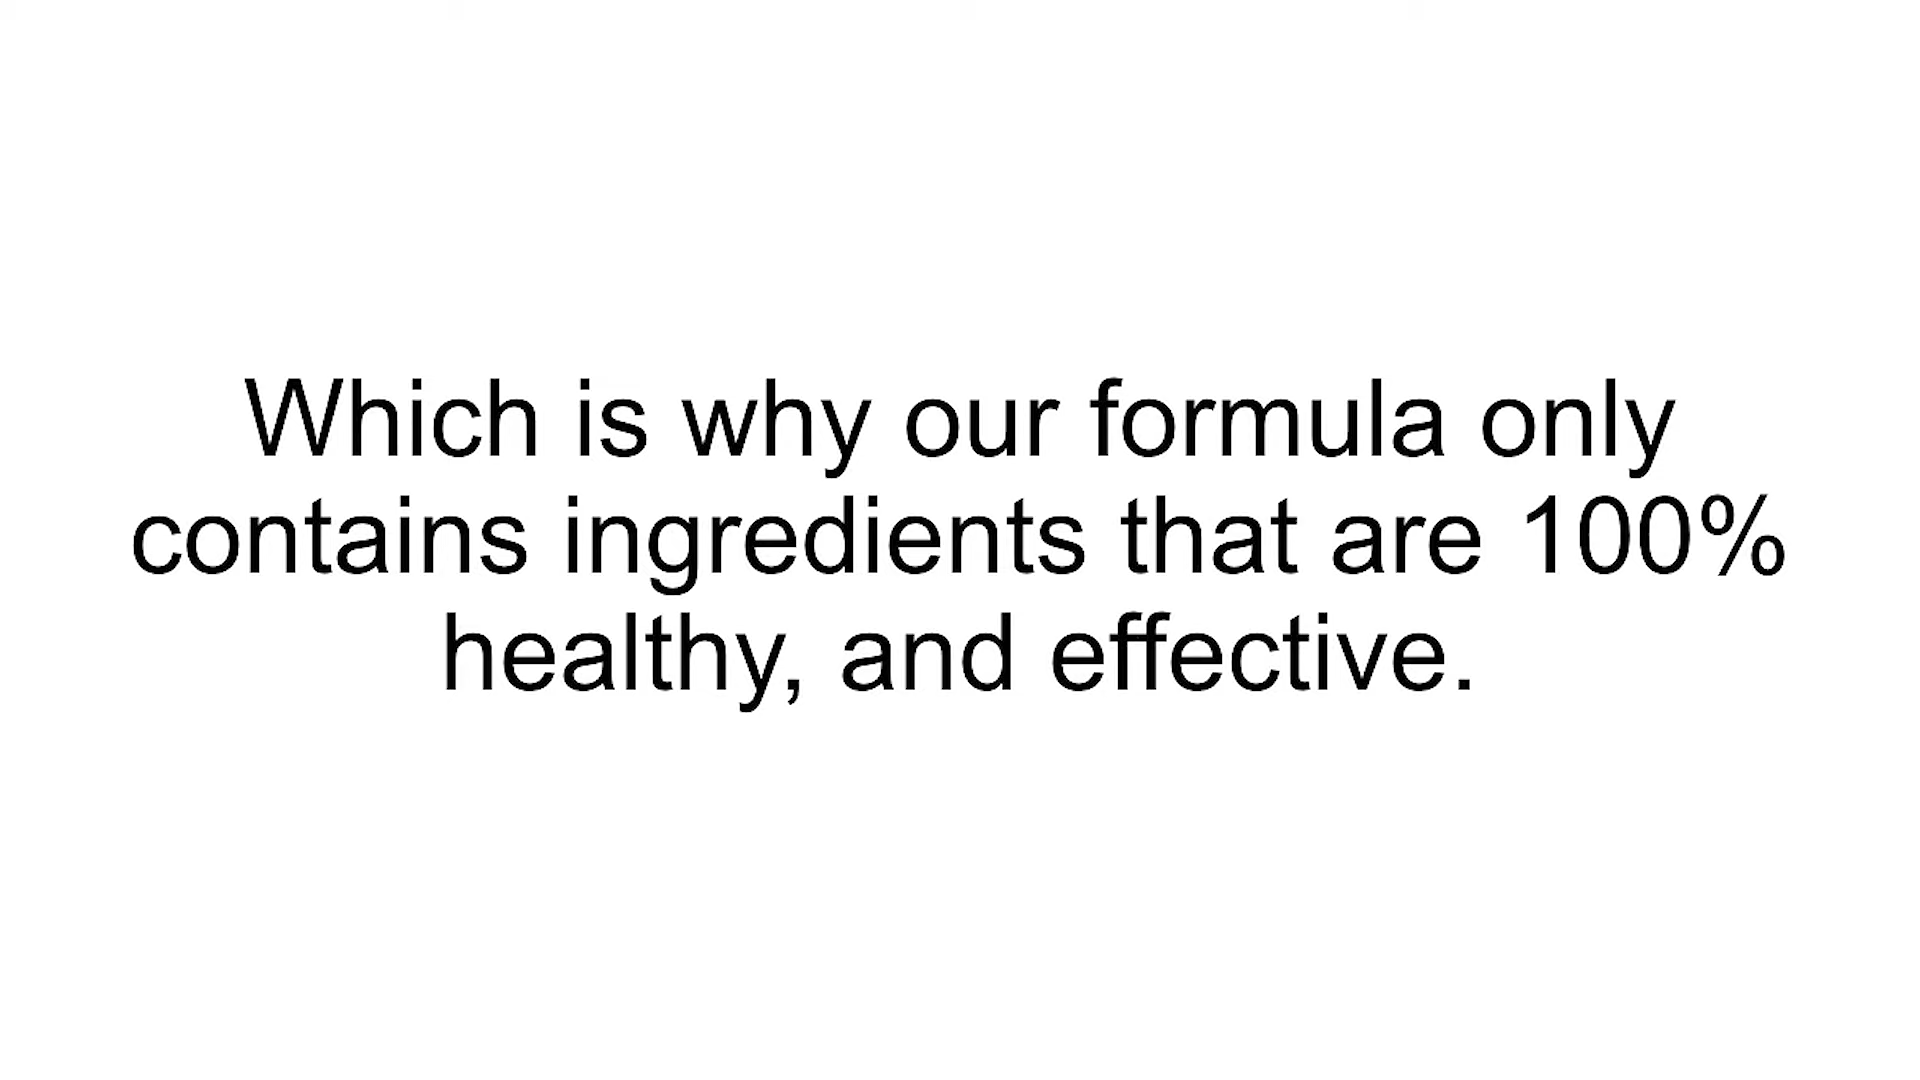 Which is why our formula only
contains ingredients that are 100%
healthy, and effective.